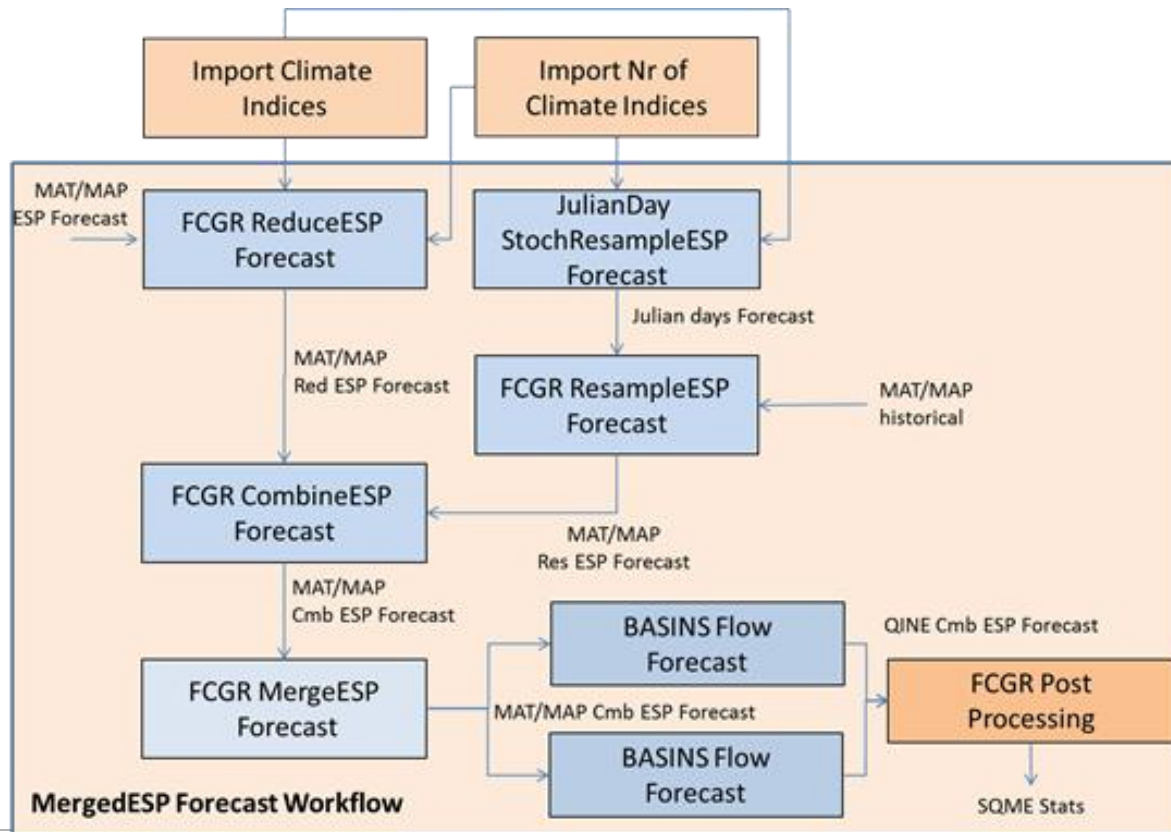 Import Climate
Indices
Import Nr of
Climate Indices
MAT/MAP
ESP Forecast
FCGR ReduceESP
Forecast
JulianDay
StochResampleESP
Forecast
Julian days Forecast
MAT/MAP
Red ESP Forecast
FCGR ResampleESP
Forecast
MAT/MAP
historical
FCGR CombineESP
Forecast
MAT/MAP
Res ESP Forecast
MAT/MAP
Cmb ESP Forecast
BASINS Flow
Forecast
QINE Cmb ESP Forecast
FCGR MergeESP
Forecast
MAT/MAP Cmb ESP Forecast
FCGR Post
Processing
BASINS Flow
Forecast
MergedESP Forecast Workflow
SQME Stats